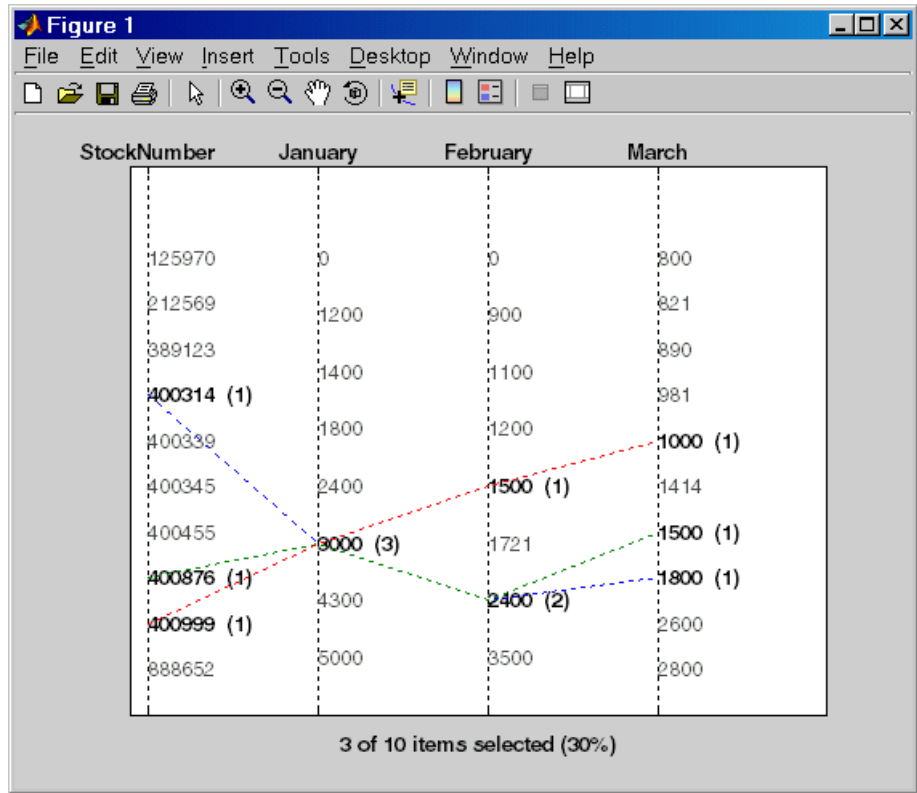 Figure 1
File Edit View Insert Tools Desktop Window Help
StockNumber January February March
125970 0 0 800
212569 1200 900 821
389123 1400 1100 890
400314 (1) 1800 1200 981
400339 2400 1500 (1) 1000 (1)
400345 3000 (3) 1721 1414
400455 4300 2400 (2) 1500 (1)
400876 (1) 5000 3500 1800 (1)
400999 (1) 2600
888652 2800
3 of 10 items selected (30%)